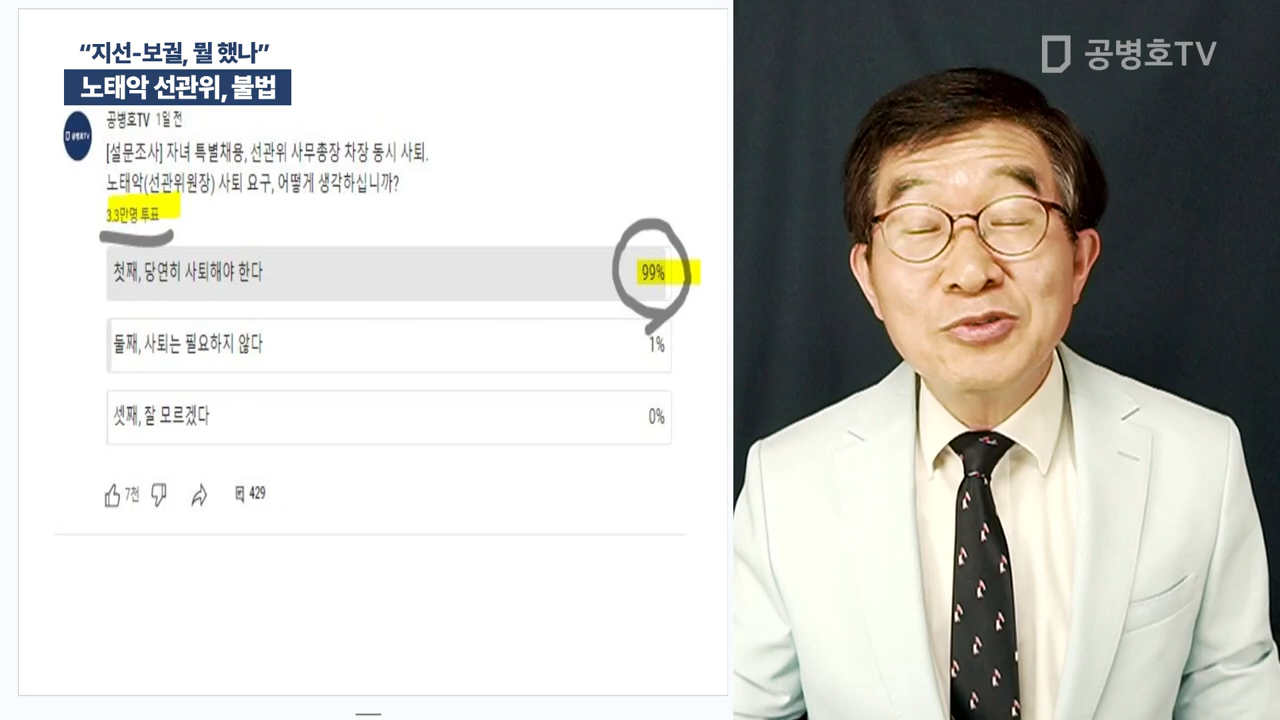 “지선-보궐, 뭘 했나”
노태악 선관위, 불법
공병호TV
공병호TV 1일 전
공병호TV
[설문조사] 자녀 특별채용, 선관위 사무총장 차장 동시 사퇴.
노태악(선관위원장) 사퇴 요구, 어떻게 생각하십니까?
3.3만명 투표
첫째, 당연히 사퇴해야 한다 99%
둘째, 사퇴는 필요하지 않다 1%
셋째, 잘 모르겠다 0%
7천 429